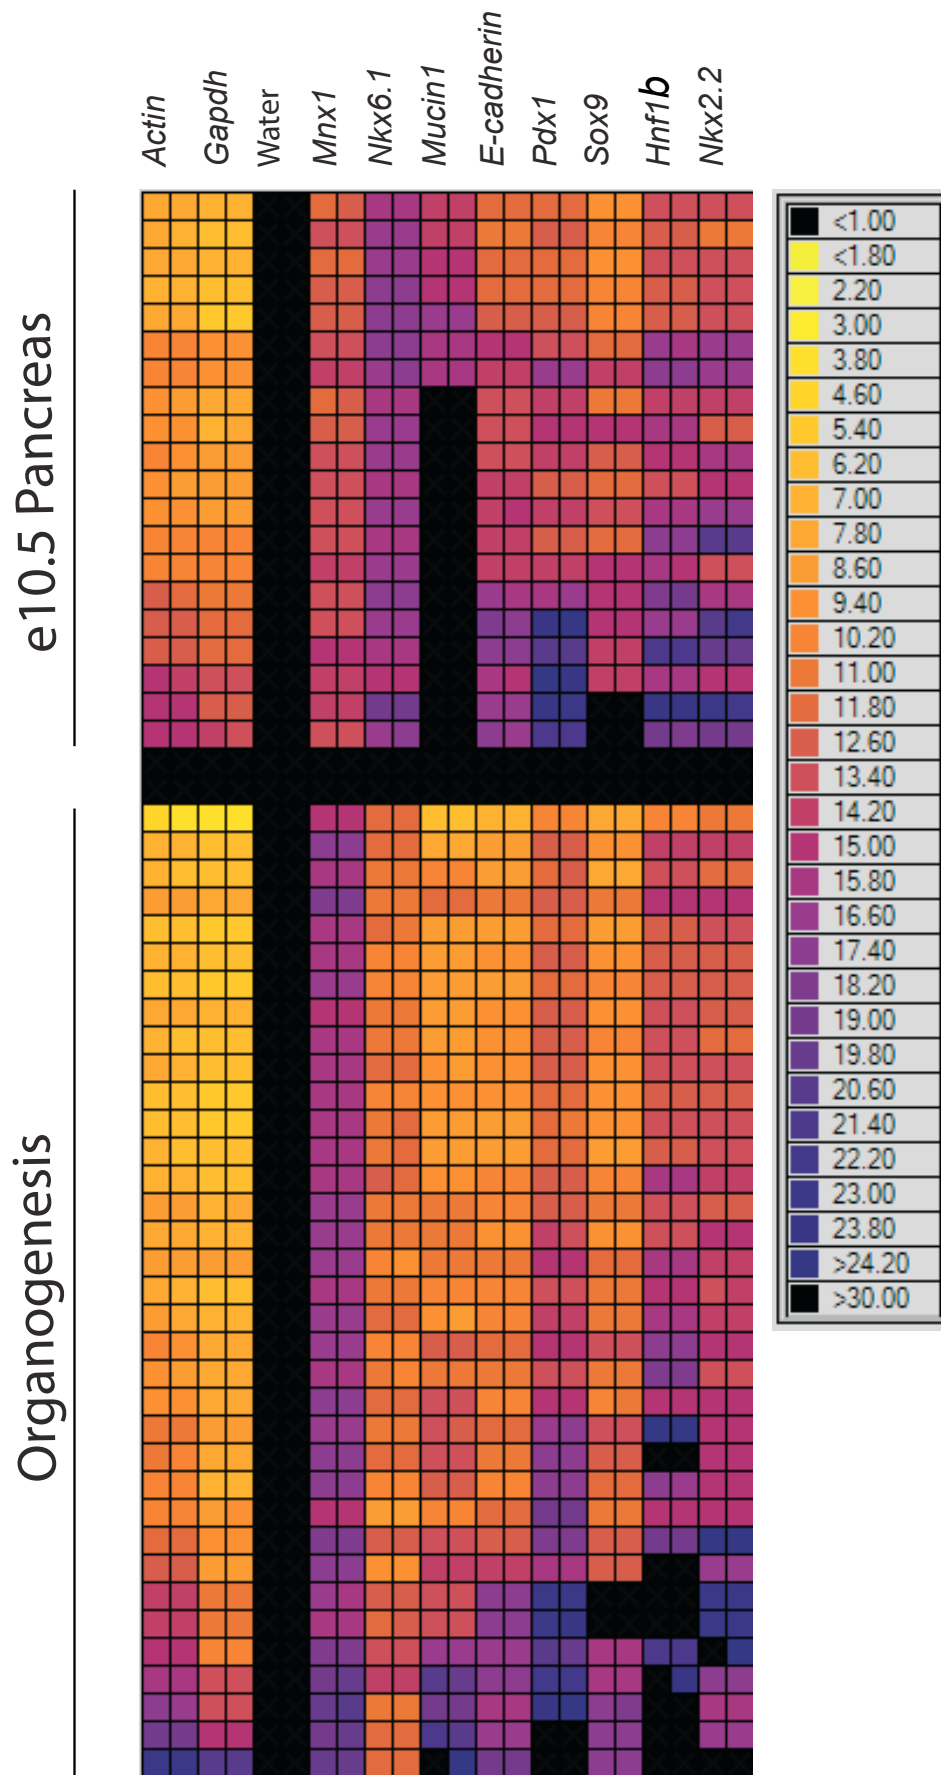 Actin
Gapdh
Water
Mnx1
Nkx6.1
Mucin1
E-cadherin
Pdx1
Sox9
Hnf1b
Nkx2.2
e10.5 Pancreas
Organogenesis
<1.00
<1.80
2.20
3.00
3.80
4.60
5.40
6.20
7.00
7.80
8.60
9.40
10.20
11.00
11.80
12.60
13.40
14.20
15.00
15.80
16.60
17.40
18.20
19.00
19.80
20.60
21.40
22.20
23.00
23.80
>24.20
>30.00